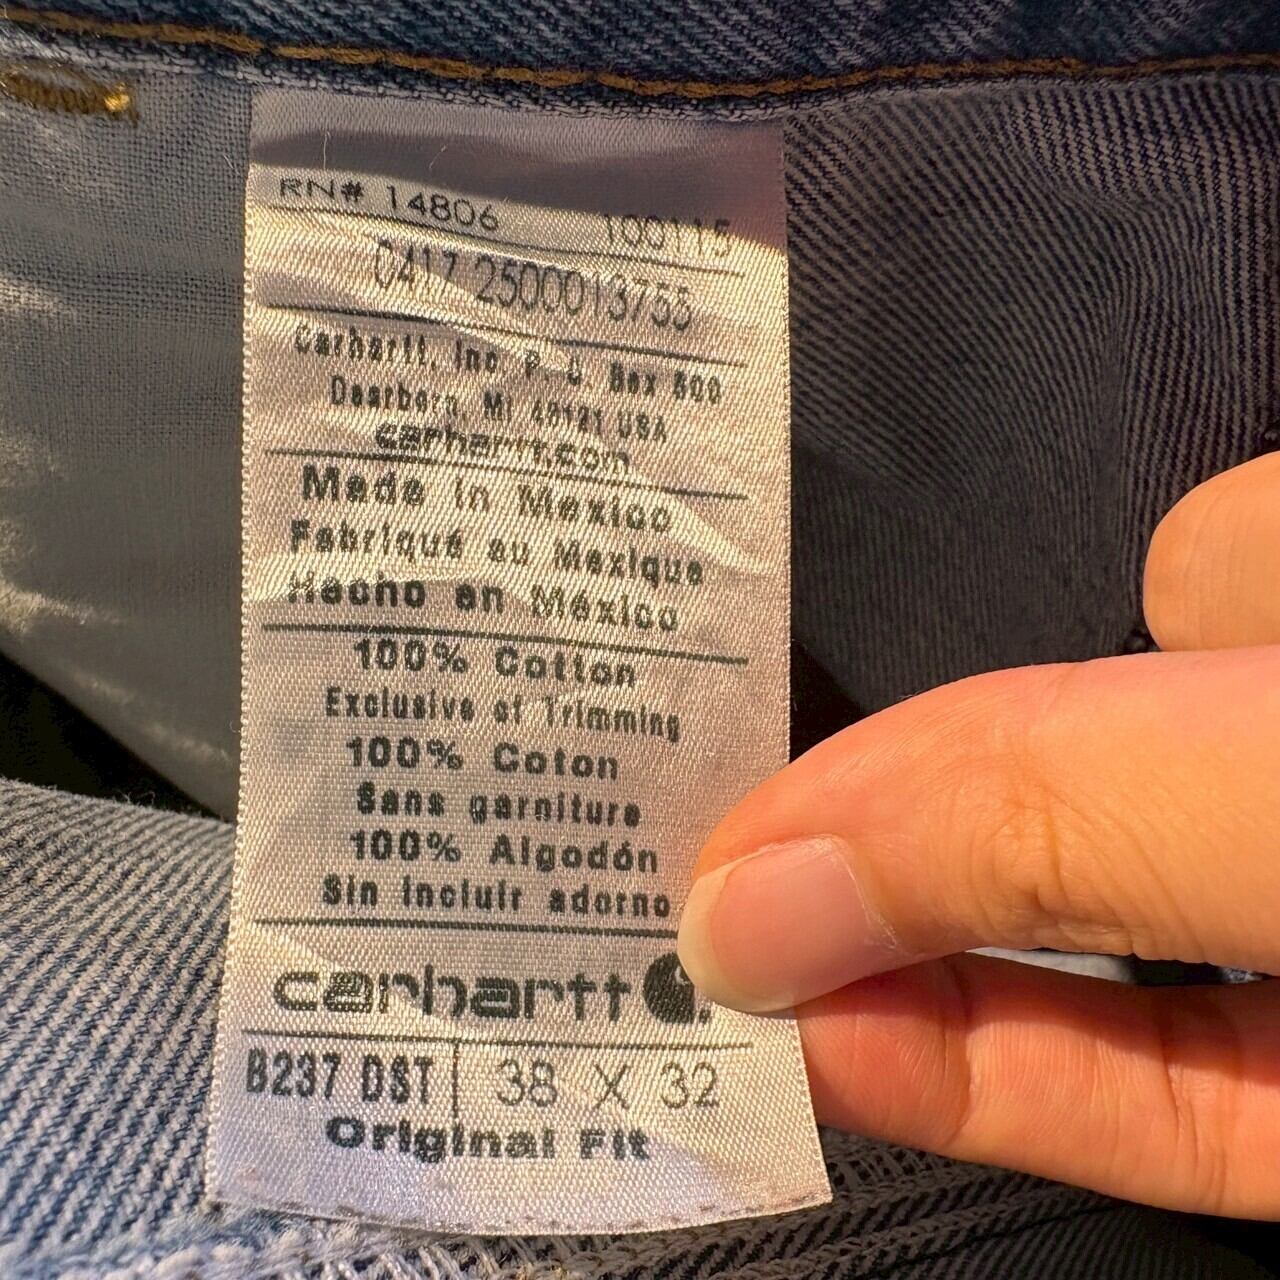 RN# 14806 100115
0417 2500013755
Carhartt, Inc. P. O. Box 600
Dearborn, MI 48121 USA
carhartt.com
Made in Mexico
Fabriqué au Mexique
Hecho en México
100% Cotton
Exclusive of Trimming
100% Coton
Sans garniture
100% Algodón
Sin incluir adorno
carhartt
B237 DST 38 X 32
Original Fit